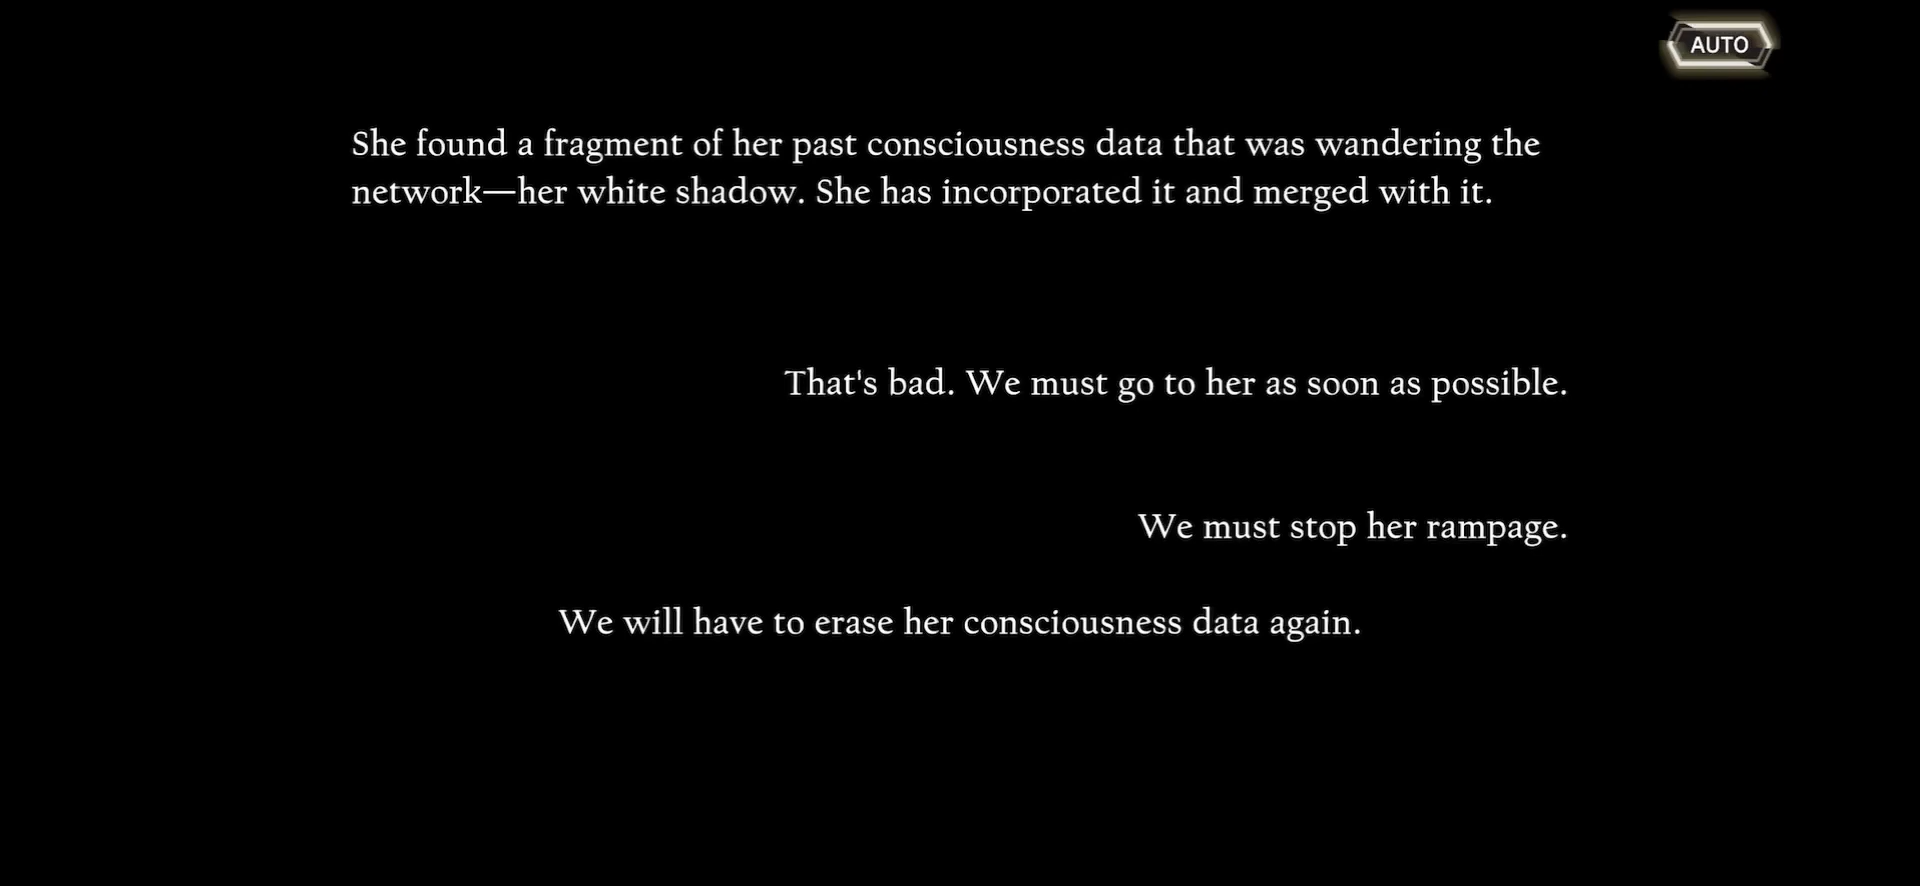 AUTO
She found a fragment of her past consciousness data that was wandering the
network—her white shadow. She has incorporated it and merged with it.
That's bad. We must go to her as soon as possible.
We must stop her rampage.
We will have to erase her consciousness data again.